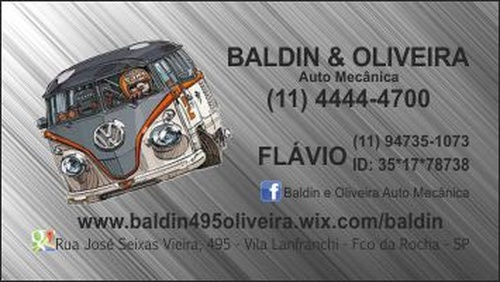 BALDIN & OLIVEIRA
Auto Mecânica
(11) 4444-4700
FLÁVIO
(11) 94735-1073
ID: 35*17*78738
Baldin e Oliveira Auto Mecânica
www.baldin495oliveira.wix.com/baldin
Rua José Seixas Vieira, 495 - Vila Lanfranchi - Fco da Rocha - SP